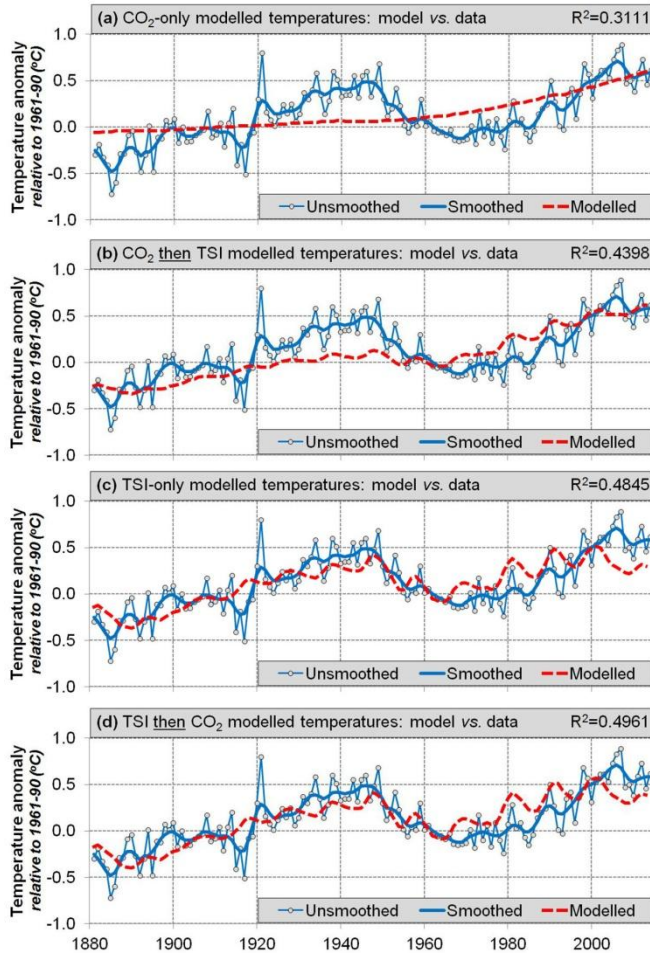 (a) CO₂-only modelled temperatures: model vs. data R²=0.3111
Temperature anomaly
relative to 1961-90 (ºC)
1.0
0.5
0.0
-0.5
-1.0
Unsmoothed Smoothed Modelled
(b) CO₂ then TSI modelled temperatures: model vs. data R²=0.4398
Temperature anomaly
relative to 1961-90 (ºC)
1.0
0.5
0.0
-0.5
-1.0
Unsmoothed Smoothed Modelled
(c) TSI-only modelled temperatures: model vs. data R²=0.4845
Temperature anomaly
relative to 1961-90 (ºC)
1.0
0.5
0.0
-0.5
-1.0
Unsmoothed Smoothed Modelled
(d) TSI then CO₂ modelled temperatures: model vs. data R²=0.4961
Temperature anomaly
relative to 1961-90 (ºC)
1.0
0.5
0.0
-0.5
-1.0
Unsmoothed Smoothed Modelled
1880 1900 1920 1940 1960 1980 2000